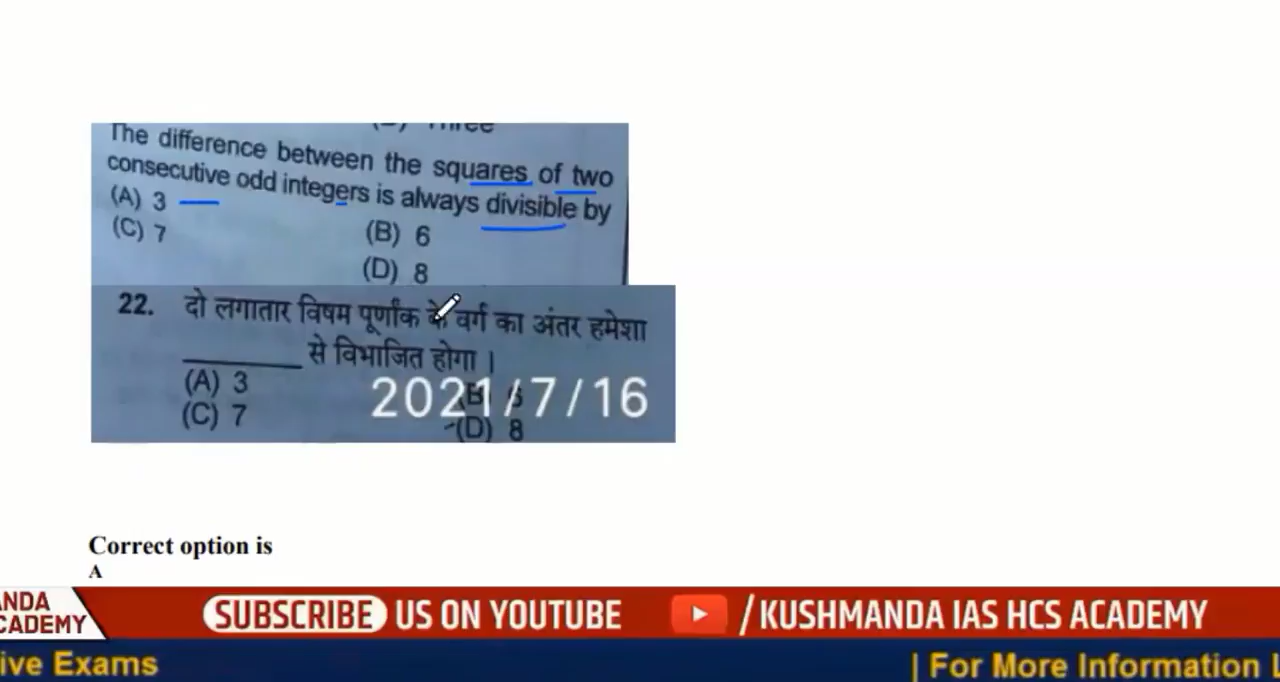 The difference between the squares of two
consecutive odd integers is always divisible by
(A) 3
(B) 6
(C) 7
(D) 8
22. दो लगातार विषम पूर्णांक के वर्ग का अंतर हमेशा
________ से विभाजित होगा |
(A) 3
(C) 7
2021/7/16
(D) 8
Correct option is
A
SUBSCRIBE US ON YOUTUBE /KUSHMANDA IAS HCS ACADEMY
ive Exams | For More Information